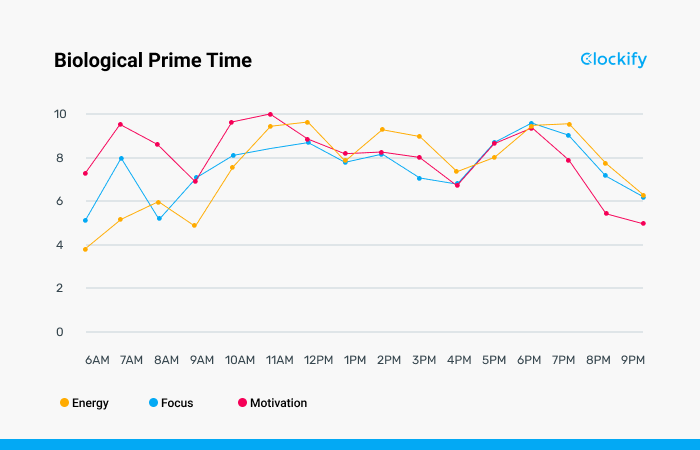 Biological Prime Time
Clockify
10
8
6
4
2
0
6AM 7AM 8AM 9AM 10AM 11AM 12PM 1PM 2PM 3PM 4PM 5PM 6PM 7PM 8PM 9PM
Energy Focus Motivation